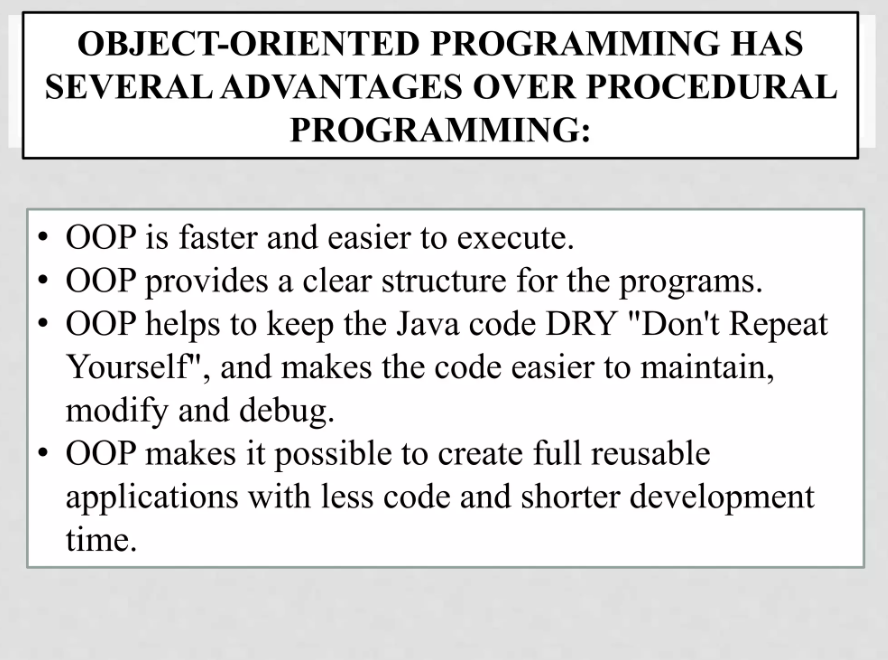 OBJECT-ORIENTED PROGRAMMING HAS
SEVERAL ADVANTAGES OVER PROCEDURAL
PROGRAMMING:
• OOP is faster and easier to execute.
• OOP provides a clear structure for the programs.
• OOP helps to keep the Java code DRY "Don't Repeat
Yourself", and makes the code easier to maintain,
modify and debug.
• OOP makes it possible to create full reusable
applications with less code and shorter development
time.